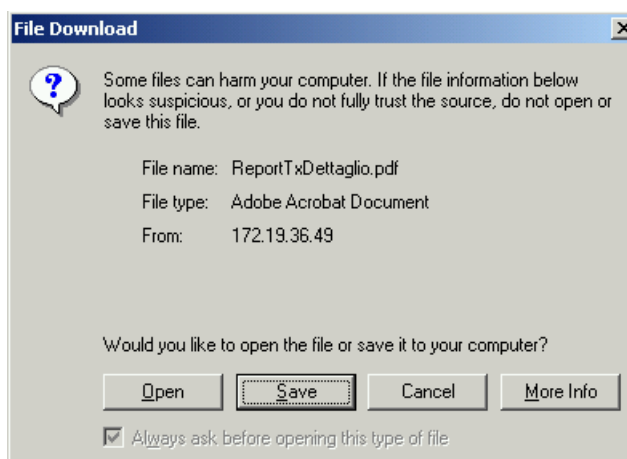 File Download
Some files can harm your computer. If the file information below
looks suspicious, or you do not fully trust the source, do not open or
save this file.
File name: ReportTxDettaglio.pdf
File type: Adobe Acrobat Document
From: 172.19.36.49
Would you like to open the file or save it to your computer?
Open Save Cancel More Info
Always ask before opening this type of file